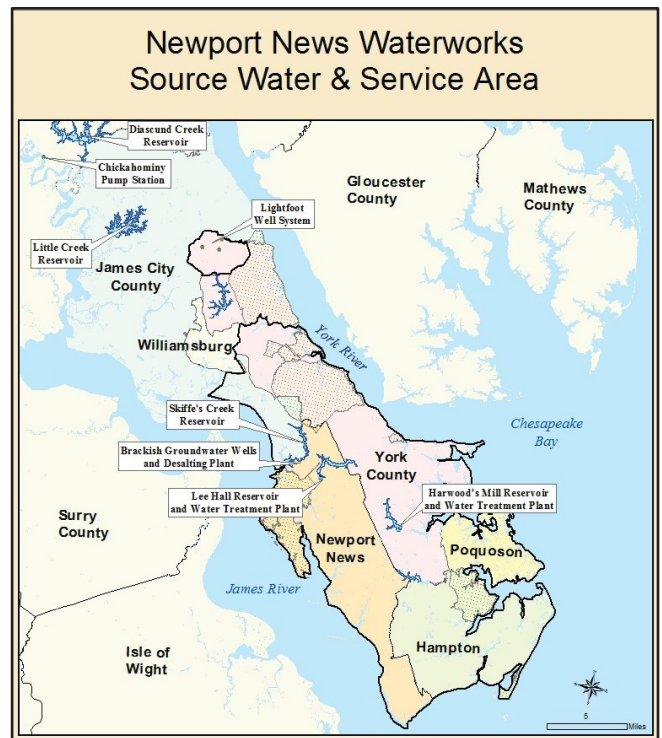 Newport News Waterworks
Source Water & Service Area
Diascund Creek
Reservoir
Chickahominy
Pump Station
Gloucester
County
Mathews
County
Lightfoot
Well System
Little Creek
Reservoir
James City
County
Williamsburg
York River
Skiffe's Creek
Reservoir
Chesapeake
Bay
Brackish Groundwater Wells
and Desalting Plant
York
County
Lee Hall Reservoir
and Water Treatment Plant
Harwood's Mill Reservoir
and Water Treatment Plant
Surry
County
Newport
News
Poquoson
James River
Hampton
Isle of
Wight
5
Miles